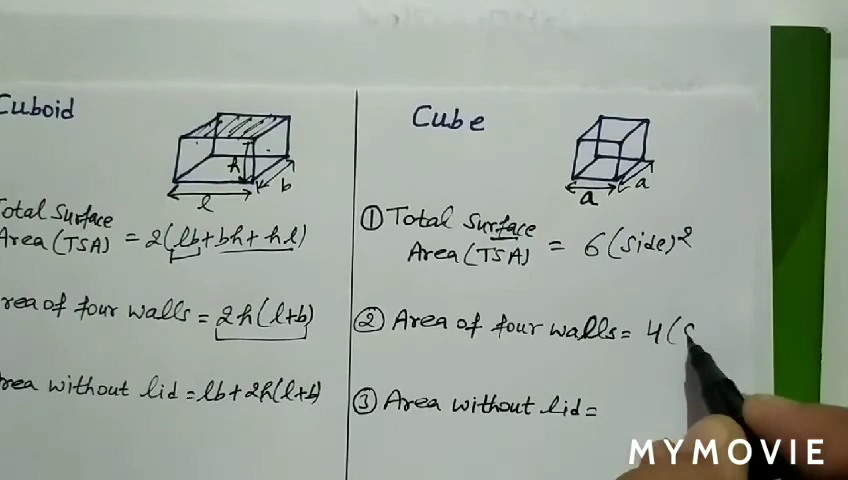 Cuboid
h
b
l
Total Surface
Area (TSA) = 2(lb+bh+hl)
Area of four walls = 2h(l+b)
Area without lid = lb+2h(l+b)
Cube
a
a
① Total Surface
Area (TSA) = 6(Side)²
② Area of four walls = 4(S
③ Area without lid =
MYMOVIE